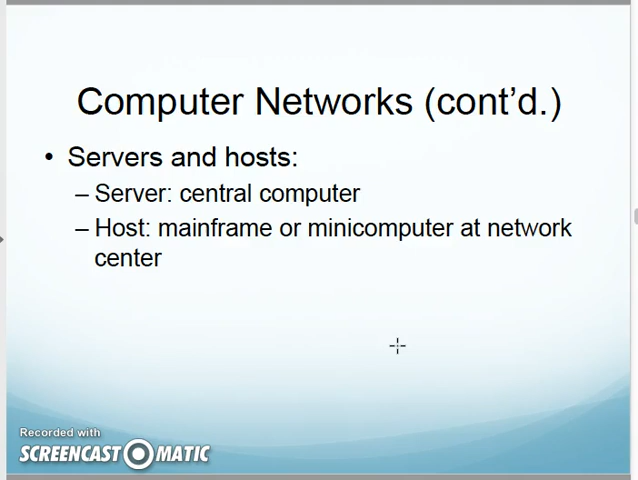 Computer Networks (cont’d.)
• Servers and hosts:
– Server: central computer
– Host: mainframe or minicomputer at network
center
Recorded with
SCREENCAST MATIC